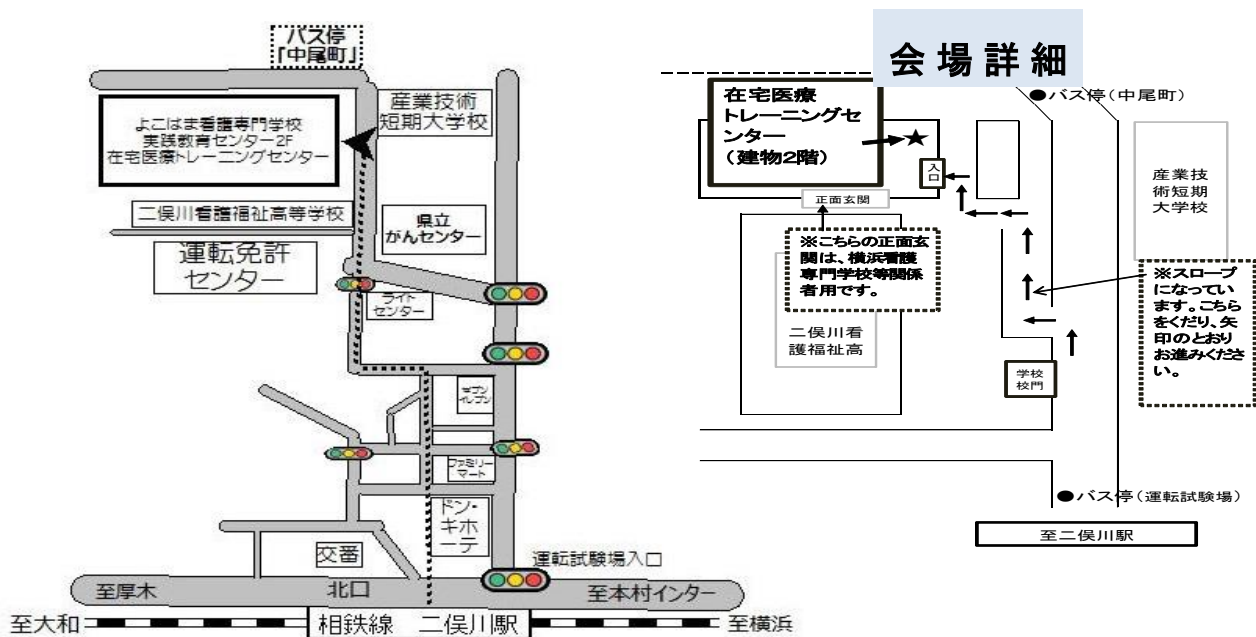 バス停
「中尾町」
産業技術
短期大学校
よこはま看護専門学校
実践教育センター2F
在宅医療トレーニングセンター
二俣川看護福祉高等学校
県立
がんセンター
運転免許
センター
ライト
センター
セブン
イレブン
ファミリー
マート
ドン・
キホ
ーテ
交番
運転試験場入口
至厚木
北口
至本村インター
至大和
相鉄線 二俣川駅
至横浜
会場詳細
●バス停(中尾町)
在宅医療
トレーニングセ
ンター
(建物2階)
★
入口
正面玄関
産業技
術短期
大学校
※こちらの正面玄
関は、横浜看護
専門学校等関係
者用です。
※スロープ
になってい
ます。こちら
をくだり、矢
印のとおり
お進みくださ
い。
二俣川看
護福祉高
学校
校門
●バス停(運転試験場)
至二俣川駅